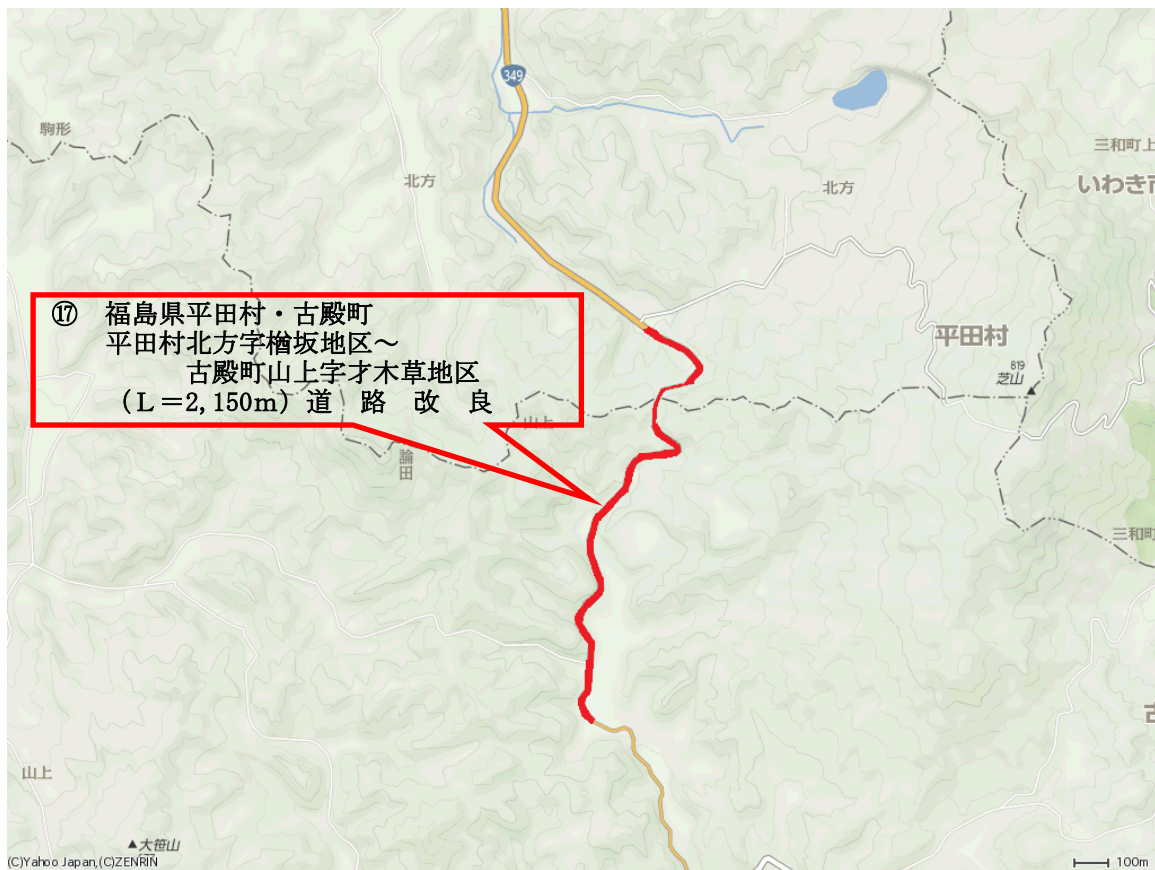 349
駒形
三和町上
北方
北方
いわき市
⑰ 福島県平田村・古殿町
平田村北方字楢坂地区～
古殿町山上字才木草地区
（Ｌ＝2,150ｍ）道 路 改 良
平田村
819
芝山
山上
論田
三和町
古
山上
大笹山
(C)Yahoo Japan,(C)ZENRIN
100m